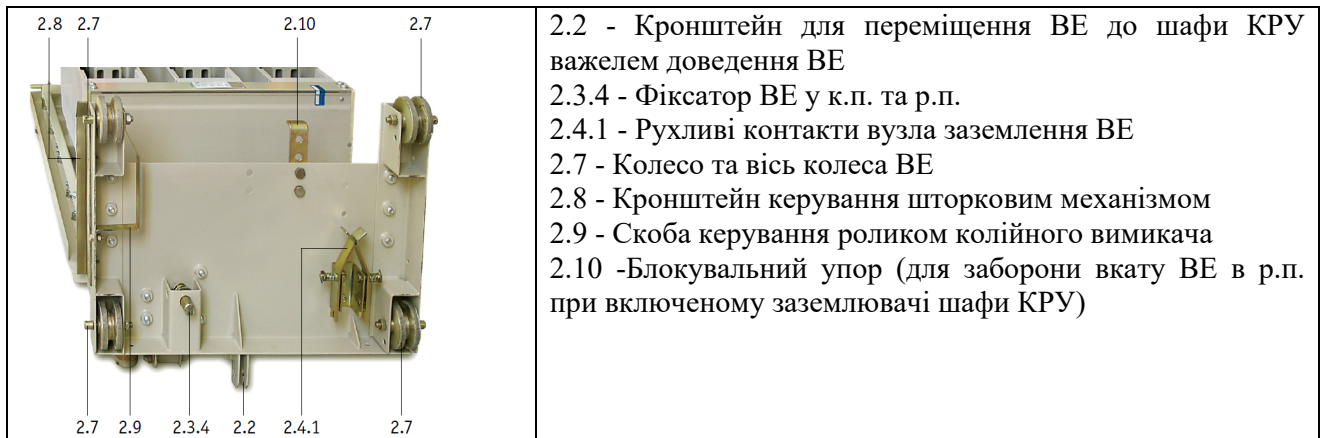 2.8 2.7 2.10 2.7
2.7 2.9 2.3.4 2.2 2.4.1 2.7
2.2 - Кронштейн для переміщення ВЕ до шафи КРУ
важелем доведення ВЕ
2.3.4 - Фіксатор ВЕ у к.п. та р.п.
2.4.1 - Рухливі контакти вузла заземлення ВЕ
2.7 - Колесо та вісь колеса ВЕ
2.8 - Кронштейн керування шторковим механізмом
2.9 - Скоба керування роликом колійного вимикача
2.10 -Блокувальний упор (для заборони вкату ВЕ в р.п.
при включеному заземлювачі шафи КРУ)